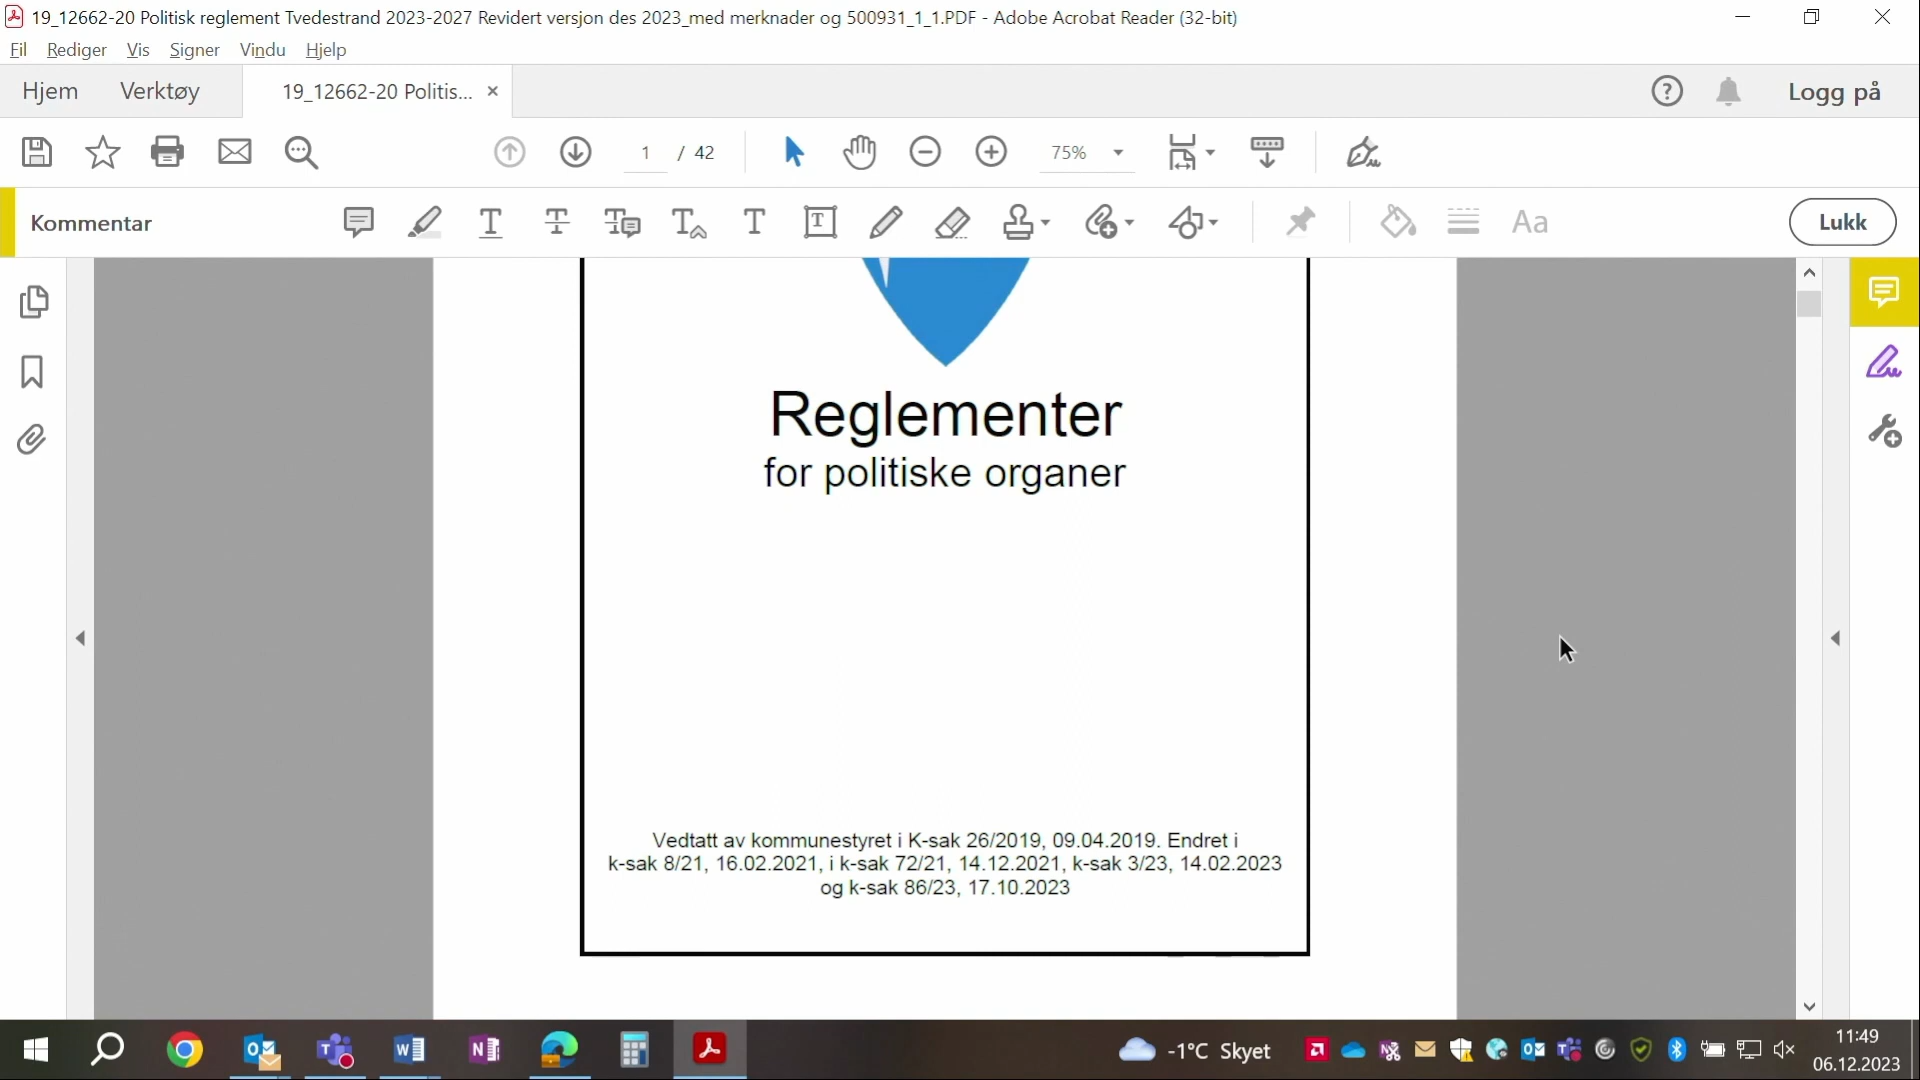 19_12662-20 Politisk reglement Tvedestrand 2023-2027 Revidert versjon des 2023_med merknader og 500931_1_1.PDF - Adobe Acrobat Reader (32-bit)
Fil Rediger Vis Signer Vindu Hjelp
Hjem Verktøy 19_12662-20 Politis... × Logg på
1 / 42 75%
Kommentar Aa Lukk
Reglementer
for politiske organer
Vedtatt av kommunestyret i K-sak 26/2019, 09.04.2019. Endret i
k-sak 8/21, 16.02.2021, i k-sak 72/21, 14.12.2021, k-sak 3/23, 14.02.2023
og k-sak 86/23, 17.10.2023
-1°C Skyet
11:49
06.12.2023